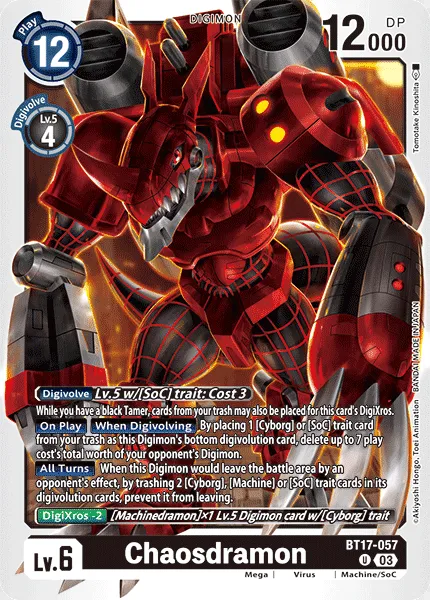 DIGIMON
Play
12
12000
DP
Digivolve
Lv.5
4
Tomotake Kinoshita
Digivolve Lv.5 w/[SoC] trait: Cost 3
While you have a black Tamer, cards from your trash may also be placed for this card's DigiXros.
On Play When Digivolving By placing 1 [Cyborg] or [SoC] trait card
from your trash as this Digimon's bottom digivolution card, delete up to 7 play
cost's total worth of your opponent's Digimon.
All Turns When this Digimon would leave the battle area by an
opponent's effect, by trashing 2 [Cyborg], [Machine] or [SoC] trait cards in its
digivolution cards, prevent it from leaving.
DigiXros -2 [Machinedramon]×1 Lv.5 Digimon card w/[Cyborg] trait
©Akiyoshi Hongo, Toei Animation BANDAI MADE IN JAPAN
Lv.6
Chaosdramon
BT17-057
U 03
Mega Virus Machine/SoC